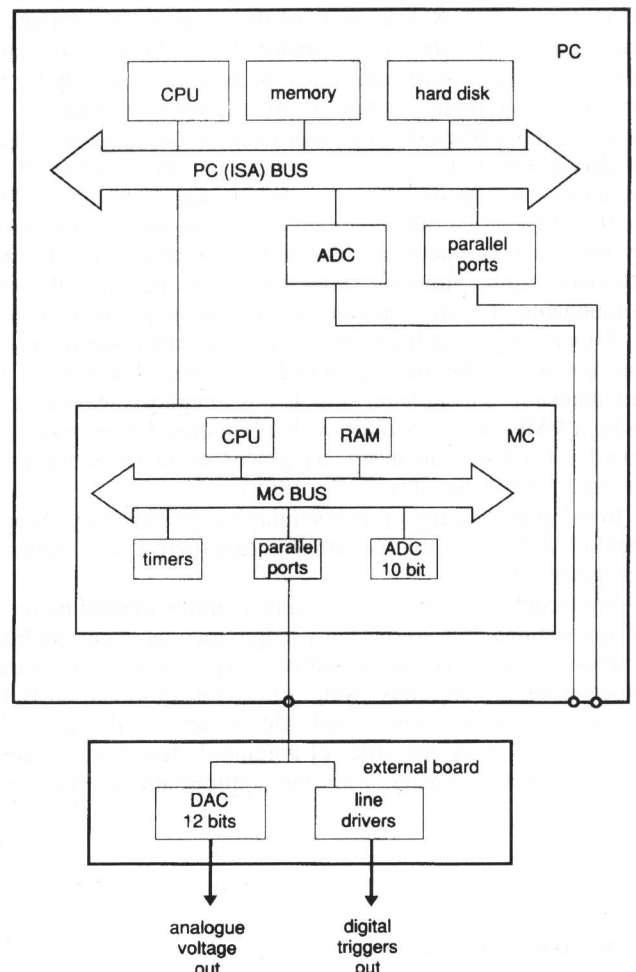 PC
CPU
memory
hard disk
PC (ISA) BUS
ADC
parallel
ports
CPU
RAM
MC
MC BUS
timers
parallel
ports
ADC
10 bit
external board
DAC
12 bits
line
drivers
analogue
voltage
out
digital
triggers
out